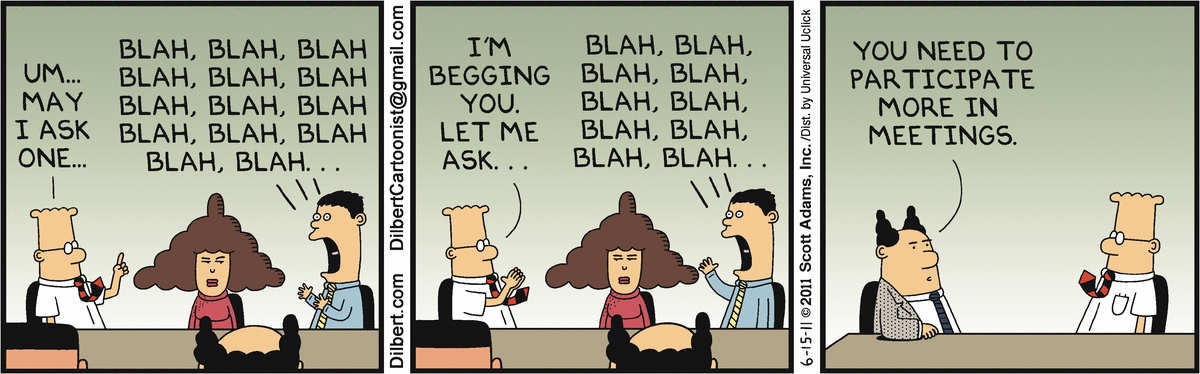 UM...
MAY
I ASK
ONE...
BLAH, BLAH, BLAH
BLAH, BLAH, BLAH
BLAH, BLAH, BLAH
BLAH, BLAH, BLAH
BLAH, BLAH...
Dilbert.com DilbertCartoonist@gmail.com
I'M
BEGGING
YOU.
LET ME
ASK...
BLAH, BLAH,
BLAH, BLAH,
BLAH, BLAH,
BLAH, BLAH,
BLAH, BLAH...
6-15-11 ©2011 Scott Adams, Inc. /Dist. by Universal Uclick
YOU NEED TO
PARTICIPATE
MORE IN
MEETINGS.